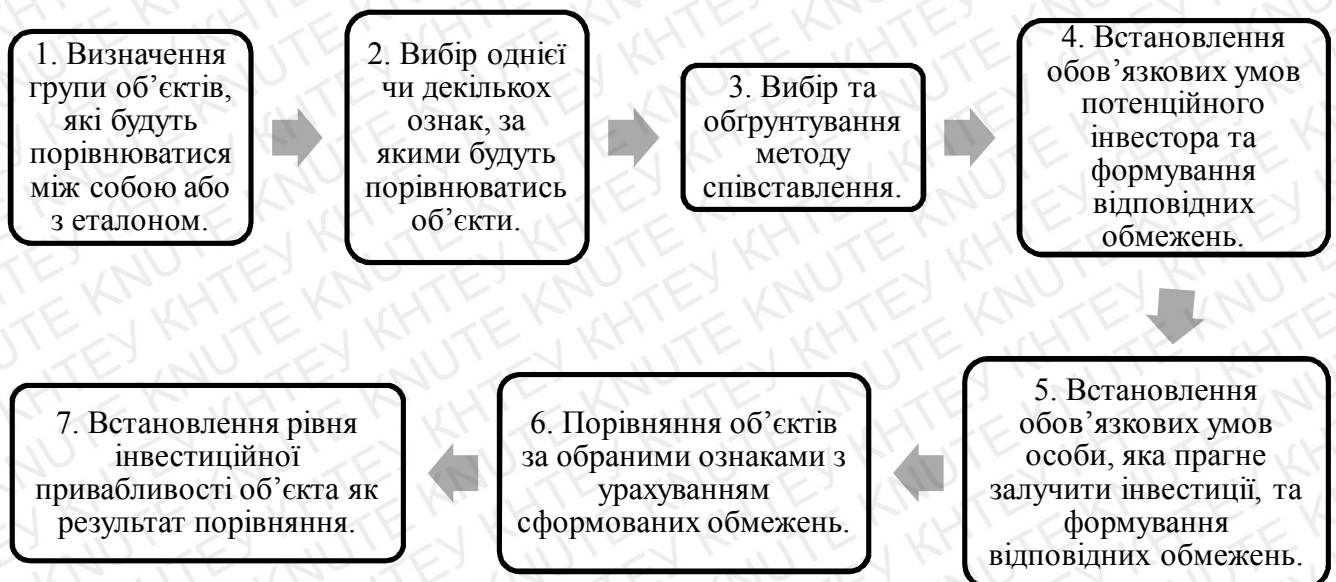 1. Визначення
групи об’єктів,
які будуть
порівнюватися
між собою або
з еталоном.
2. Вибір однієї
чи декількох
ознак, за
якими будуть
порівнюватись
об’єкти.
3. Вибір та
обґрунтування
методу
співставлення.
4. Встановлення
обов’язкових умов
потенційного
інвестора та
формування
відповідних
обмежень.
5. Встановлення
обов’язкових умов
особи, яка прагне
залучити інвестиції, та
формування
відповідних обмежень.
6. Порівняння об’єктів
за обраними ознаками з
урахуванням
сформованих обмежень.
7. Встановлення рівня
інвестиційної
привабливості об’єкта як
результат порівняння.